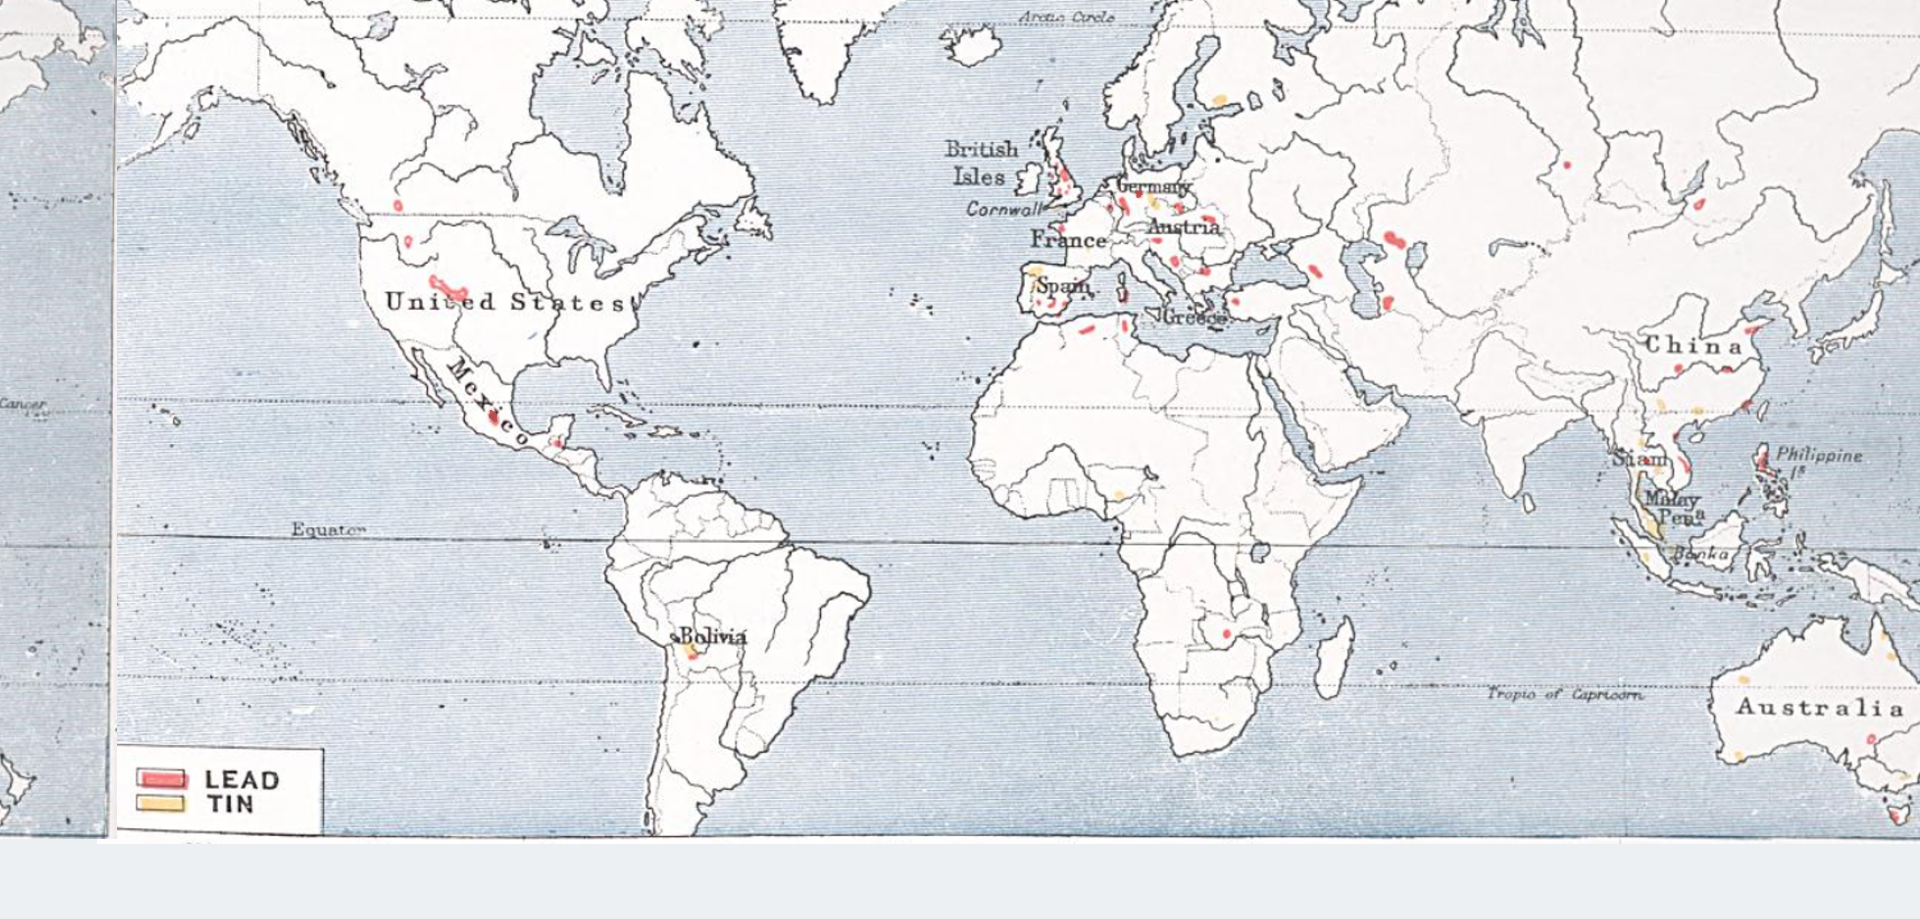 Arctic Circle
British
Isles
Cornwall
Germany
Austria
France
Spain
Greece
United States
Mexico
China
Cancer
Siam
Philippine
Iˢ
Malay
Penᵃ
Banka
Equator
Bolivia
Tropic of Capricorn
Australia
LEAD
TIN